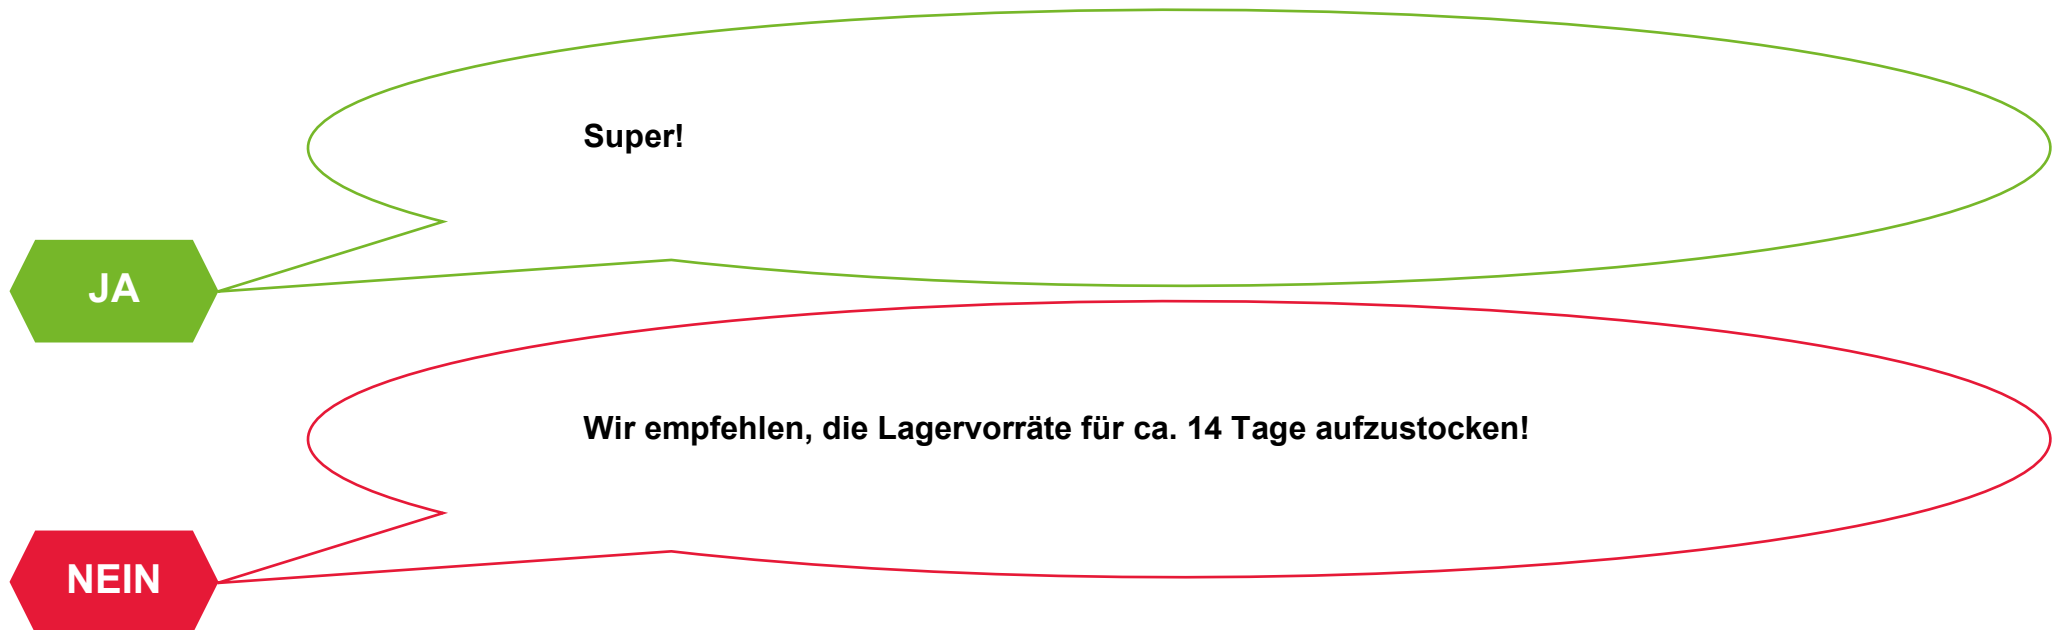 Super!
JA
Wir empfehlen, die Lagervorräte für ca. 14 Tage aufzustocken!
NEIN